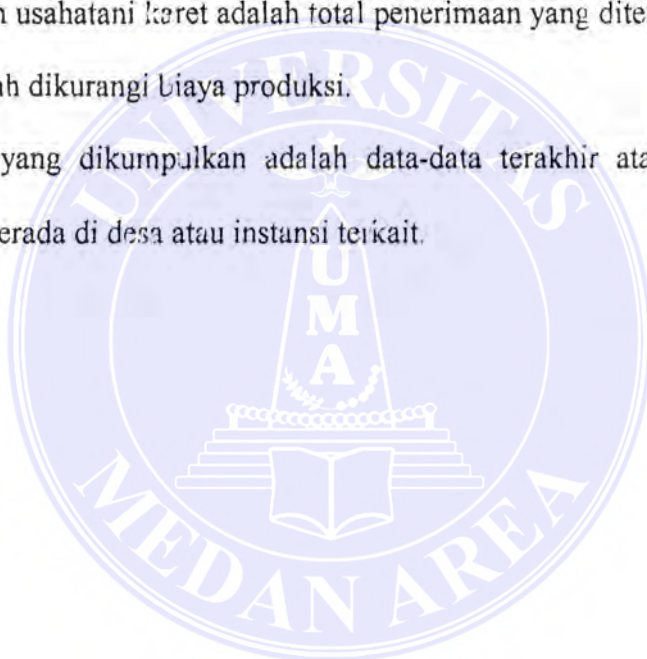 usahatani karet adalah total penerimaan yang dite
ah dikurangi biaya produksi.
yang dikumpulkan adalah data-data terakhir ata
erada di desa atau instansi terkait.
UNIVERSITAS
UMA
MEDAN AREA